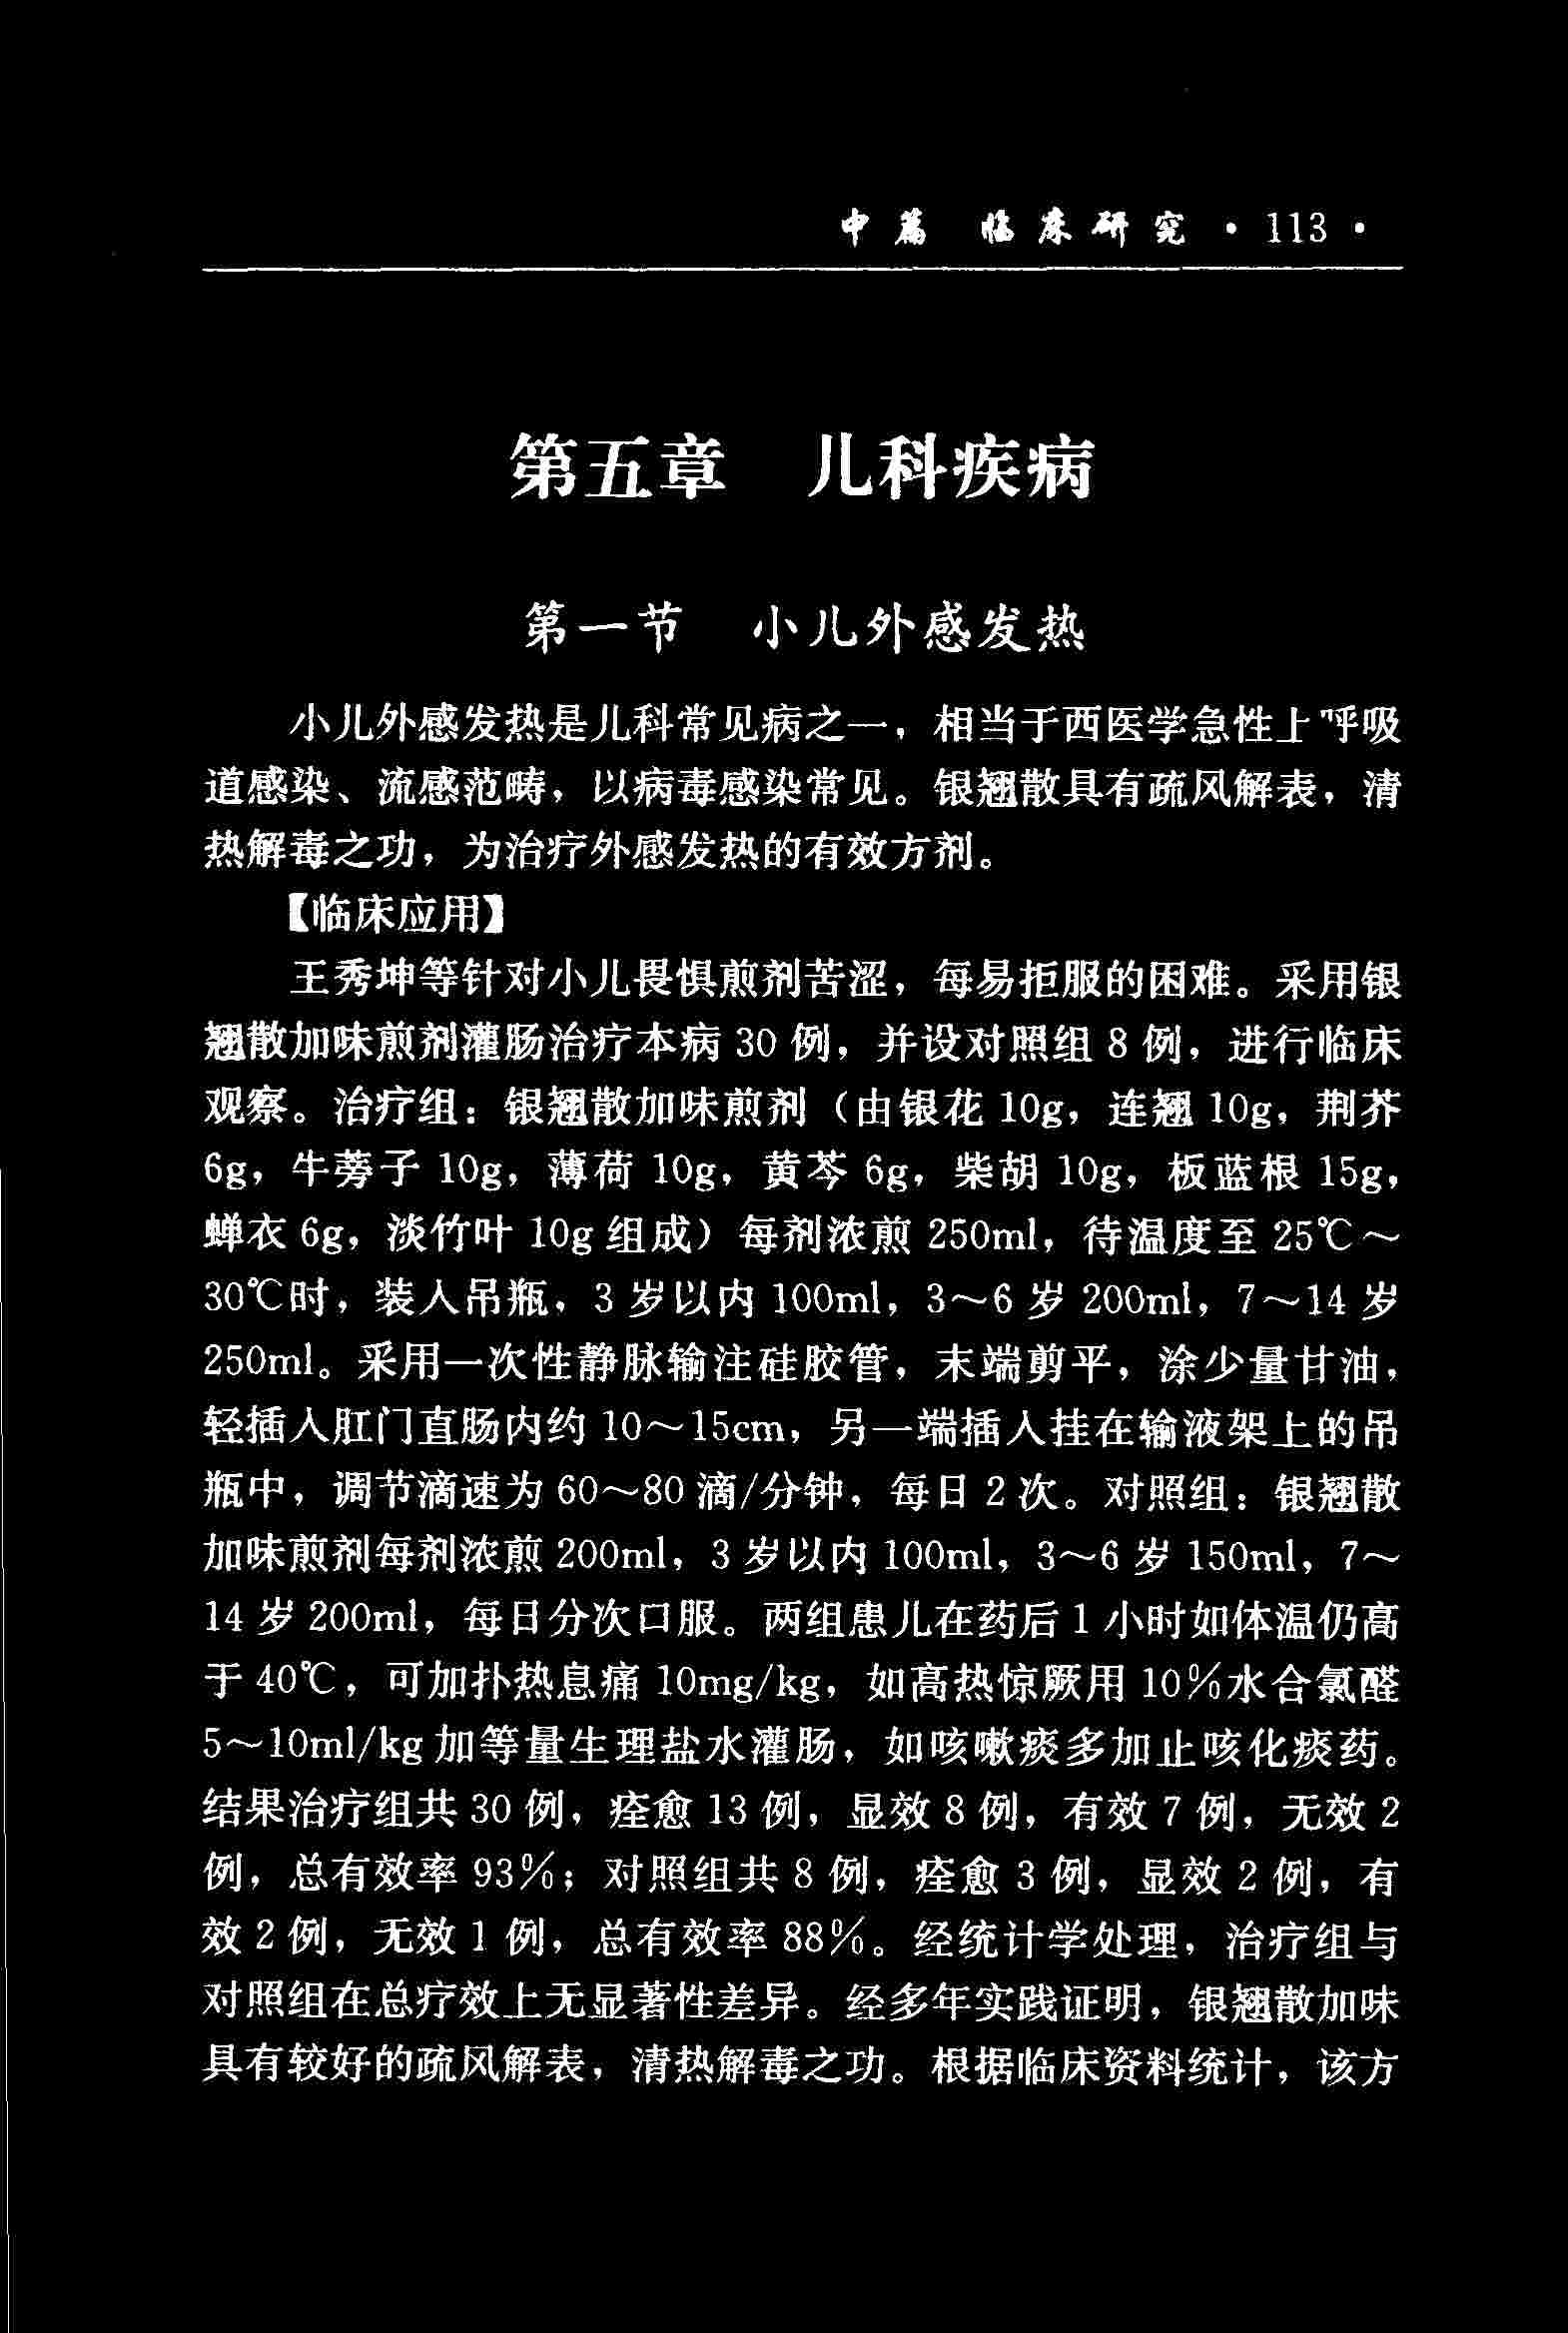 中篇 临床研究 · 113 ·
第五章 儿科疾病
第一节 小儿外感发热
小儿外感发热是儿科常见病之一，相当于西医学急性上呼吸
道感染、流感范畴，以病毒感染常见。银翘散具有疏风解表，清
热解毒之功，为治疗外感发热的有效方剂。
【临床应用】
王秀坤等针对小儿畏惧煎剂苦涩，每易拒服的困难。采用银
翘散加味煎剂灌肠治疗本病 30 例，并设对照组 8 例，进行临床
观察。治疗组：银翘散加味煎剂（由银花 10g，连翘 10g，荆芥
6g，牛蒡子 10g，薄荷 10g，黄芩 6g，柴胡 10g，板蓝根 15g，
蝉衣 6g，淡竹叶 10g 组成）每剂浓煎 250ml，待温度至 25℃～
30℃时，装入吊瓶，3 岁以内 100ml，3～6 岁 200ml，7～14 岁
250ml。采用一次性静脉输注硅胶管，末端剪平，涂少量甘油，
轻插入肛门直肠内约 10～15cm，另一端插入挂在输液架上的吊
瓶中，调节滴速为 60～80 滴/分钟，每日 2 次。对照组：银翘散
加味煎剂每剂浓煎 200ml，3 岁以内 100ml，3～6 岁 150ml，7～
14 岁 200ml，每日分次口服。两组患儿在药后 1 小时如体温仍高
于 40℃，可加扑热息痛 10mg/kg，如高热惊厥用 10%水合氯醛
5～10ml/kg 加等量生理盐水灌肠，如咳嗽痰多加止咳化痰药。
结果治疗组共 30 例，痊愈 13 例，显效 8 例，有效 7 例，无效 2
例，总有效率 93%；对照组共 8 例，痊愈 3 例，显效 2 例，有
效 2 例，无效 1 例，总有效率 88%。经统计学处理，治疗组与
对照组在总疗效上无显著性差异。经多年实践证明，银翘散加味
具有较好的疏风解表，清热解毒之功。根据临床资料统计，该方